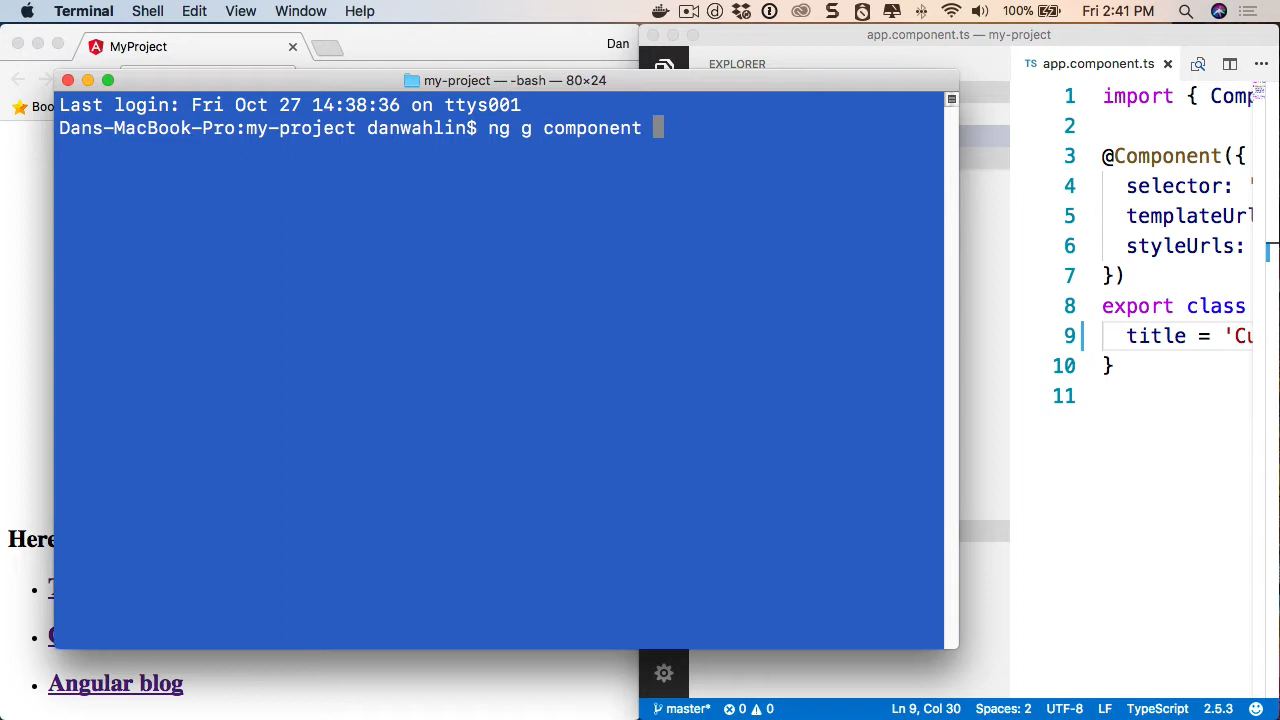 Terminal Shell Edit View Window Help 100% Fri 2:41 PM
MyProject
Dan
app.component.ts — my-project
EXPLORER
TS app.component.ts
my-project — -bash — 80×24
Last login: Fri Oct 27 14:38:36 on ttys001
Dans-MacBook-Pro:my-project danwahlin$ ng g component
Boo
1 import { Comp
2
3 @Component({
4 selector: '
5 templateUrl
6 styleUrls:
7 })
8 export class
9 title = 'Cu
10 }
11
Here
Angular blog
master* 0 0 Ln 9, Col 30 Spaces: 2 UTF-8 LF TypeScript 2.5.3